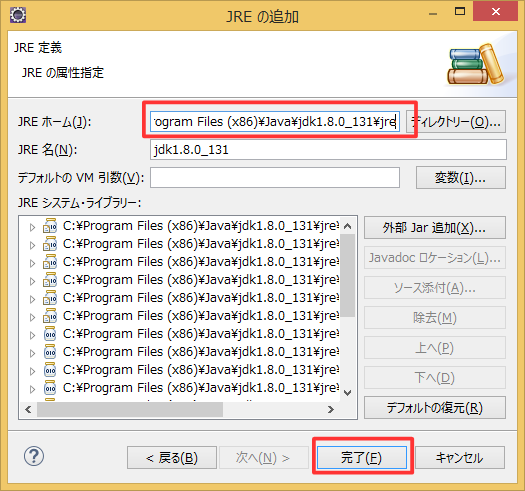 JRE の追加
JRE 定義
JRE の属性指定
JRE ホーム(J):
rogram Files (x86)¥Java¥jdk1.8.0_131¥jre
ディレクトリー(O)...
JRE 名(N):
jdk1.8.0_131
デフォルトの VM 引数(V):
変数(I)...
JRE システム・ライブラリー:
C:¥Program Files (x86)¥Java¥jdk1.8.0_131¥jre¥
C:¥Program Files (x86)¥Java¥jdk1.8.0_131¥jre¥
C:¥Program Files (x86)¥Java¥jdk1.8.0_131¥jre¥
C:¥Program Files (x86)¥Java¥jdk1.8.0_131¥jre¥
C:¥Program Files (x86)¥Java¥jdk1.8.0_131¥jre¥
C:¥Program Files (x86)¥Java¥jdk1.8.0_131¥jre¥
C:¥Program Files (x86)¥Java¥jdk1.8.0_131¥jre¥
C:¥Program Files (x86)¥Java¥jdk1.8.0_131¥jre¥
C:¥Program Files (x86)¥Java¥jdk1.8.0_131¥jre¥
C:¥Program Files (x86)¥Java¥jdk1.8.0_131¥jre¥
外部 Jar 追加(X)...
Javadoc ロケーション(L)...
ソース添付(A)...
除去(M)
上へ(P)
下へ(D)
デフォルトの復元(R)
< 戻る(B)
次へ(N) >
完了(F)
キャンセル